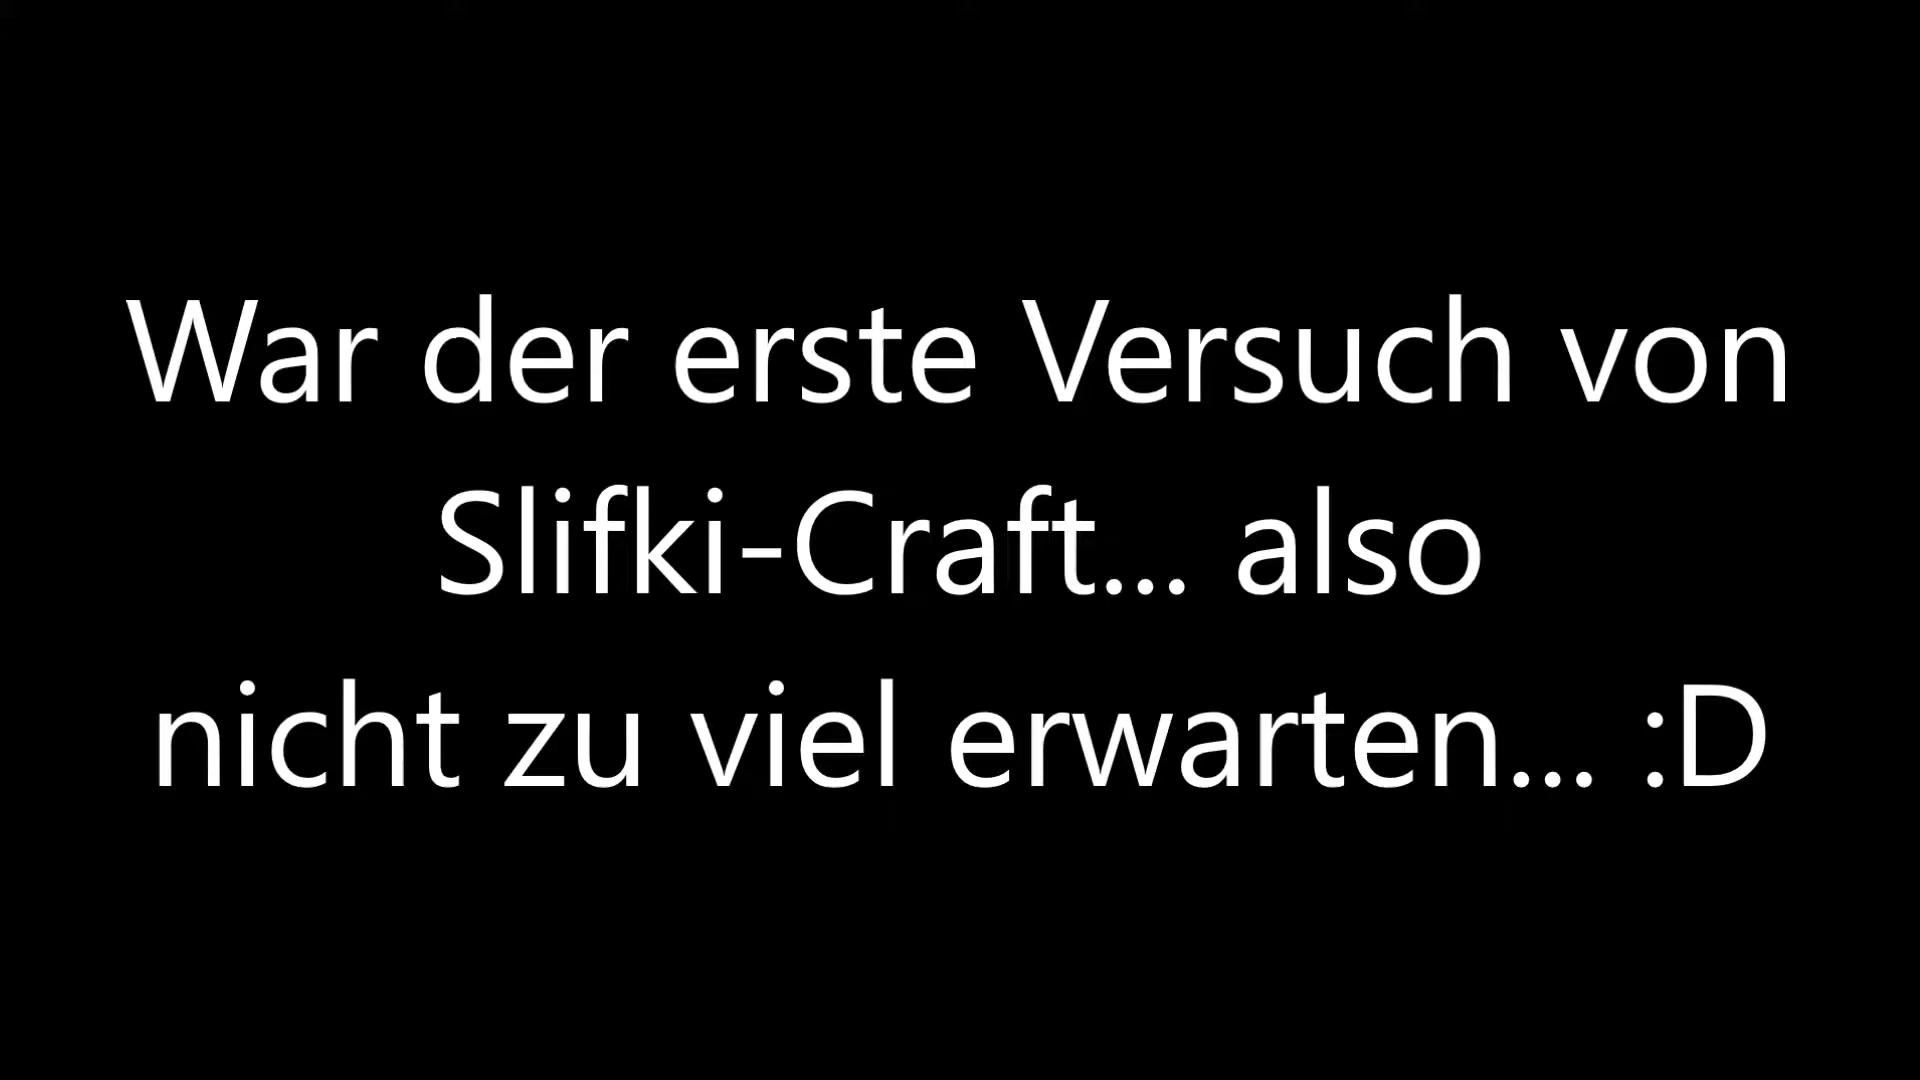 War der erste Versuch von
Slifki-Craft... also
nicht zu viel erwarten... :D